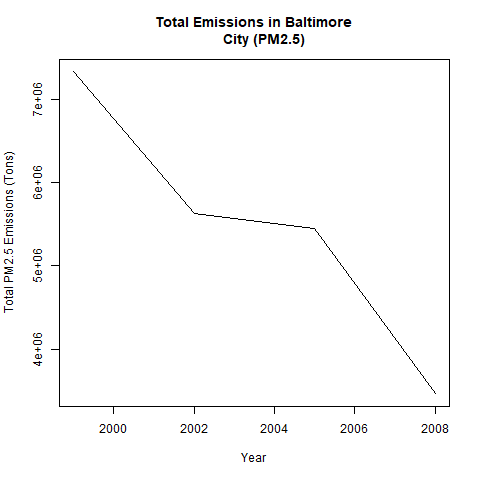 Total Emissions in Baltimore
City (PM2.5)
Total PM2.5 Emissions (Tons)
7e+06
6e+06
5e+06
4e+06
2000
2002
2004
2006
2008
Year